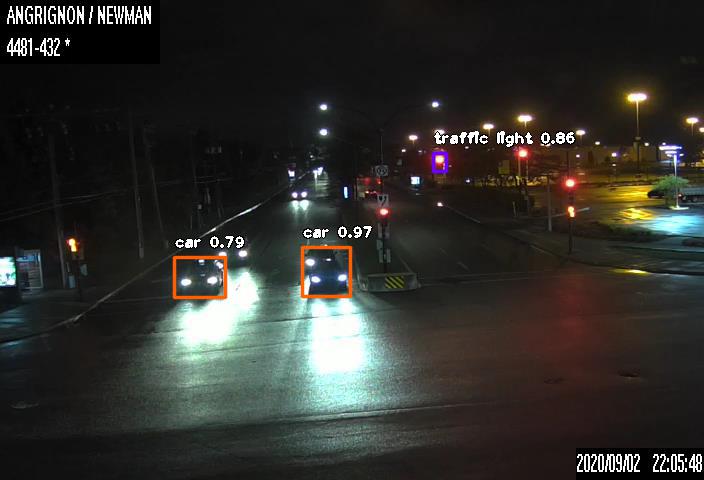 ANGRIGNON / NEWMAN
4481-432 *
traffic light 0.86
car 0.79
car 0.97
2020/09/02 22:05:48